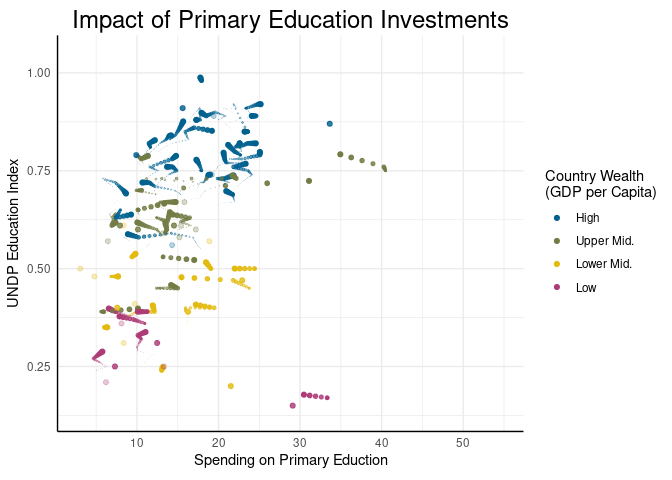 Impact of Primary Education Investments
1.00
0.75
0.50
0.25
UNDP Education Index
10
20
30
40
50
Spending on Primary Eduction
Country Wealth
(GDP per Capita)
High
Upper Mid.
Lower Mid.
Low